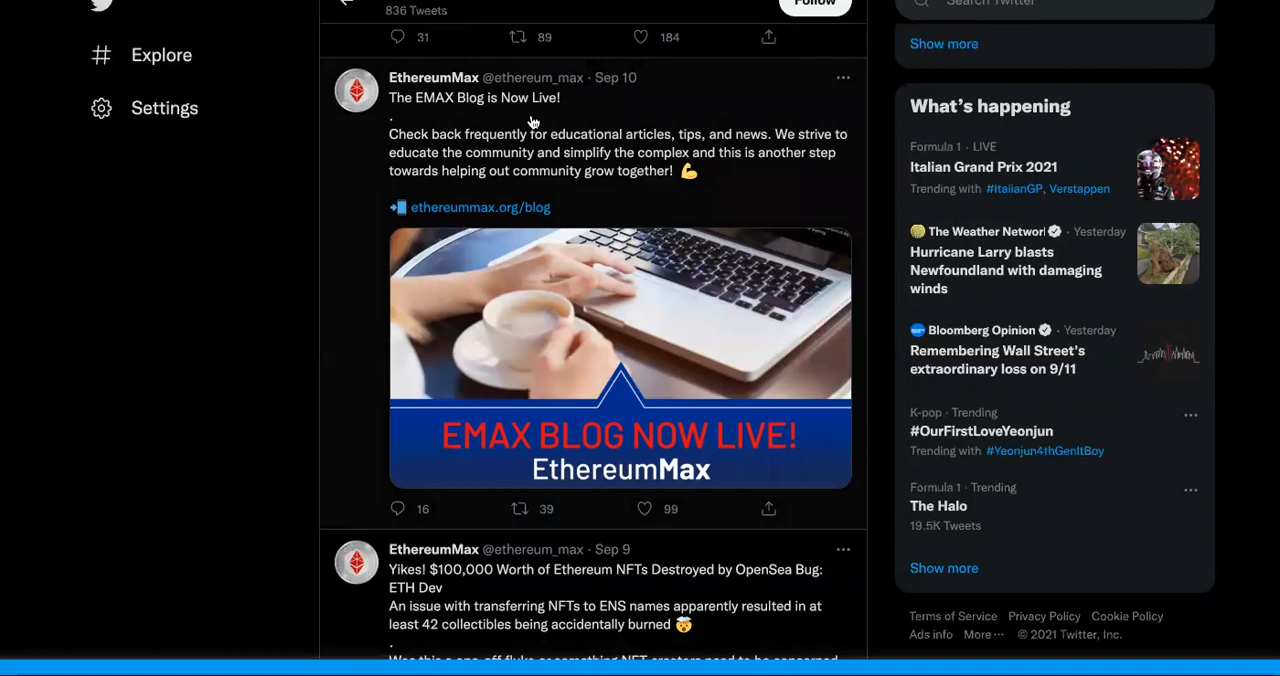 Explore
Settings
836 Tweets
Follow
31 89 184
EthereumMax @ethereum_max · Sep 10
The EMAX Blog is Now Live!
.
Check back frequently for educational articles, tips, and news. We strive to
educate the community and simplify the complex and this is another step
towards helping out community grow together! 💪
📲 ethereummax.org/blog
EMAX BLOG NOW LIVE!
EthereumMax
16 39 99
EthereumMax @ethereum_max · Sep 9
Yikes! $100,000 Worth of Ethereum NFTs Destroyed by OpenSea Bug:
ETH Dev
An issue with transferring NFTs to ENS names apparently resulted in at
least 42 collectibles being accidentally burned 🤯
.
Search Twitter
Show more
What's happening
Formula 1 · LIVE
Italian Grand Prix 2021
Trending with #ItalianGP, Verstappen
The Weather Networ · Yesterday
Hurricane Larry blasts
Newfoundland with damaging
winds
Bloomberg Opinion · Yesterday
Remembering Wall Street's
extraordinary loss on 9/11
K-pop · Trending
#OurFirstLoveYeonjun
Trending with #Yeonjun4thGenItBoy
Formula 1 · Trending
The Halo
19.5K Tweets
Show more
Terms of Service Privacy Policy Cookie Policy
Ads info More ··· © 2021 Twitter, Inc.